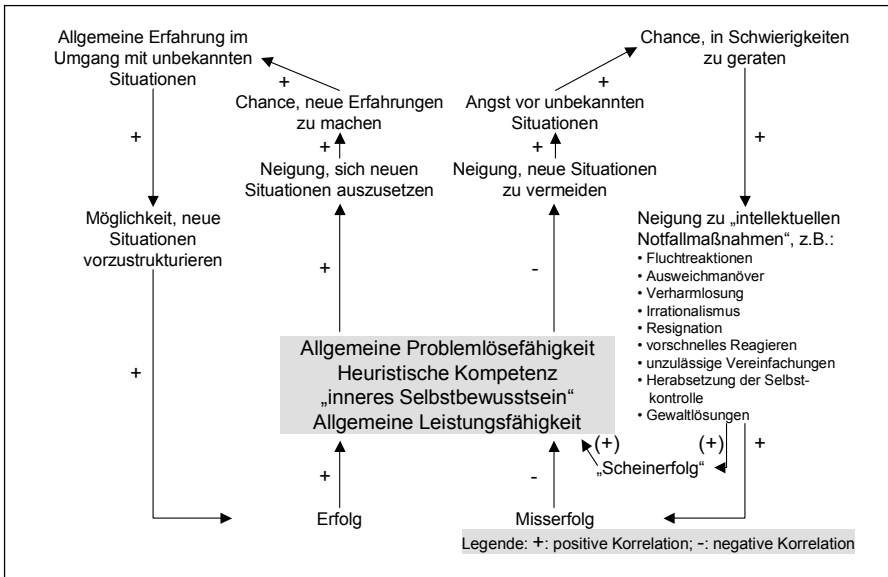 Allgemeine Erfahrung im
Umgang mit unbekannten
Situationen
+
Chance, neue Erfahrungen
zu machen
+
Neigung, sich neuen
Situationen auszusetzen
+
Möglichkeit, neue
Situationen
vorzustrukturieren
+
+
Chance, in Schwierigkeiten
zu geraten
+
Angst vor unbekannten
Situationen
+
Neigung, neue Situationen
zu vermeiden
-
+
Neigung zu „intellektuellen
Notfallmaßnahmen“, z.B.:
• Fluchtreaktionen
• Ausweichmanöver
• Verharmlosung
• Irrationalismus
• Resignation
• vorschnelles Reagieren
• unzulässige Vereinfachungen
• Herabsetzung der Selbst-
kontrolle
• Gewaltlösungen
Allgemeine Problemlösefähigkeit
Heuristische Kompetenz
„inneres Selbstbewusstsein“
Allgemeine Leistungsfähigkeit
(+)
(+)
+
„Scheinerfolg“
+
-
Erfolg
Misserfolg
Legende: +: positive Korrelation; -: negative Korrelation